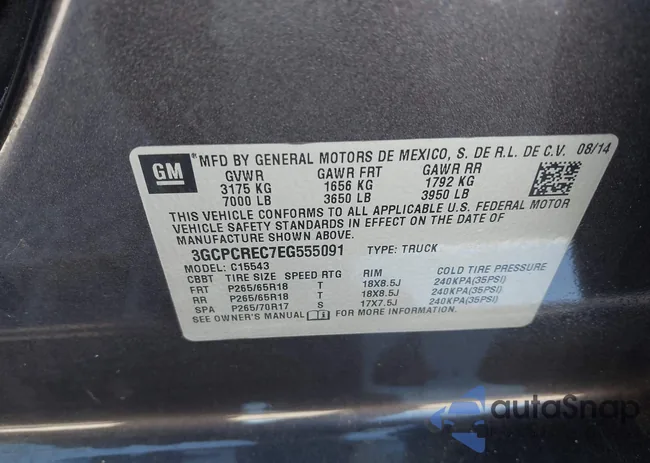 GM
MFD BY GENERAL MOTORS DE MEXICO, S. DE R.L. DE C.V. 08/14
GVWR GAWR FRT GAWR RR
3175 KG 1656 KG 1792 KG
7000 LB 3650 LB 3950 LB
THIS VEHICLE CONFORMS TO ALL APPLICABLE U.S. FEDERAL MOTOR
VEHICLE SAFETY STANDARDS IN EFFECT ON THE DATE OF
MANUFACTURE SHOWN ABOVE.
3GCPCREC7EG555091 TYPE: TRUCK
MODEL: C15543
CBBT TIRE SIZE SPEED RTG RIM COLD TIRE PRESSURE
FRT P265/65R18 T 18X8.5J 240KPA(35PSI)
RR P265/65R18 T 18X8.5J 240KPA(35PSI)
SPA P265/70R17 S 17X7.5J 240KPA(35PSI)
SEE OWNER'S MANUAL FOR MORE INFORMATION.
autoSnap